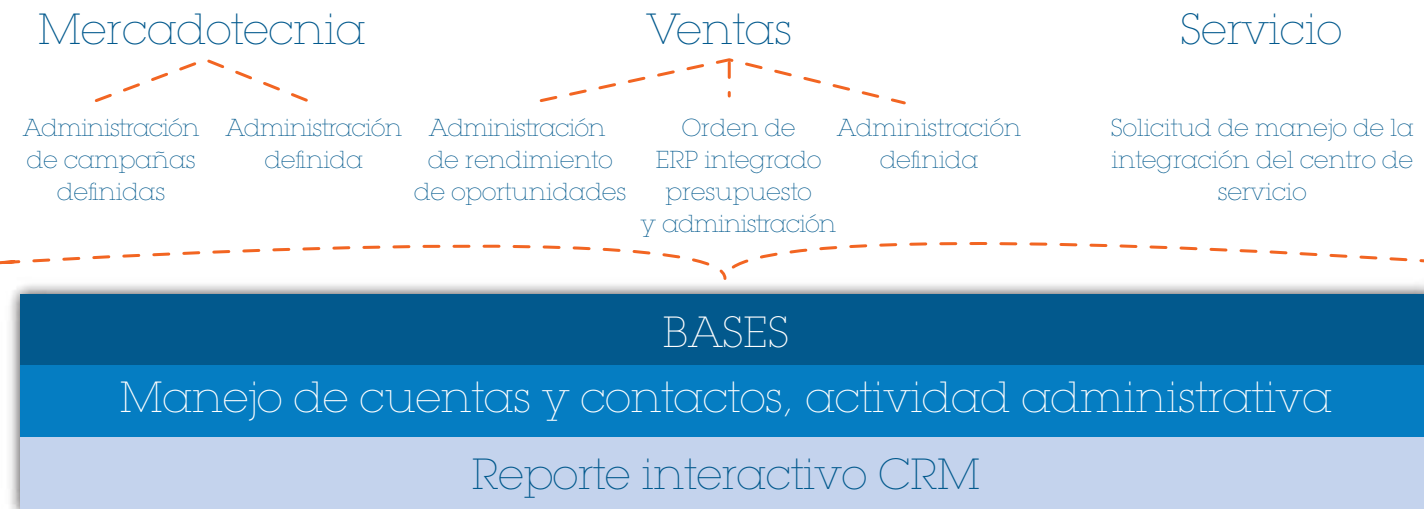 Mercadotecnia
Ventas
Servicio
Administración
de campañas
definidas
Administración
definida
Administración
de rendimiento
de oportunidades
Orden de
ERP integrado
presupuesto
y administración
Administración
definida
Solicitud de manejo de la
integración del centro de
servicio
BASES
Manejo de cuentas y contactos, actividad administrativa
Reporte interactivo CRM